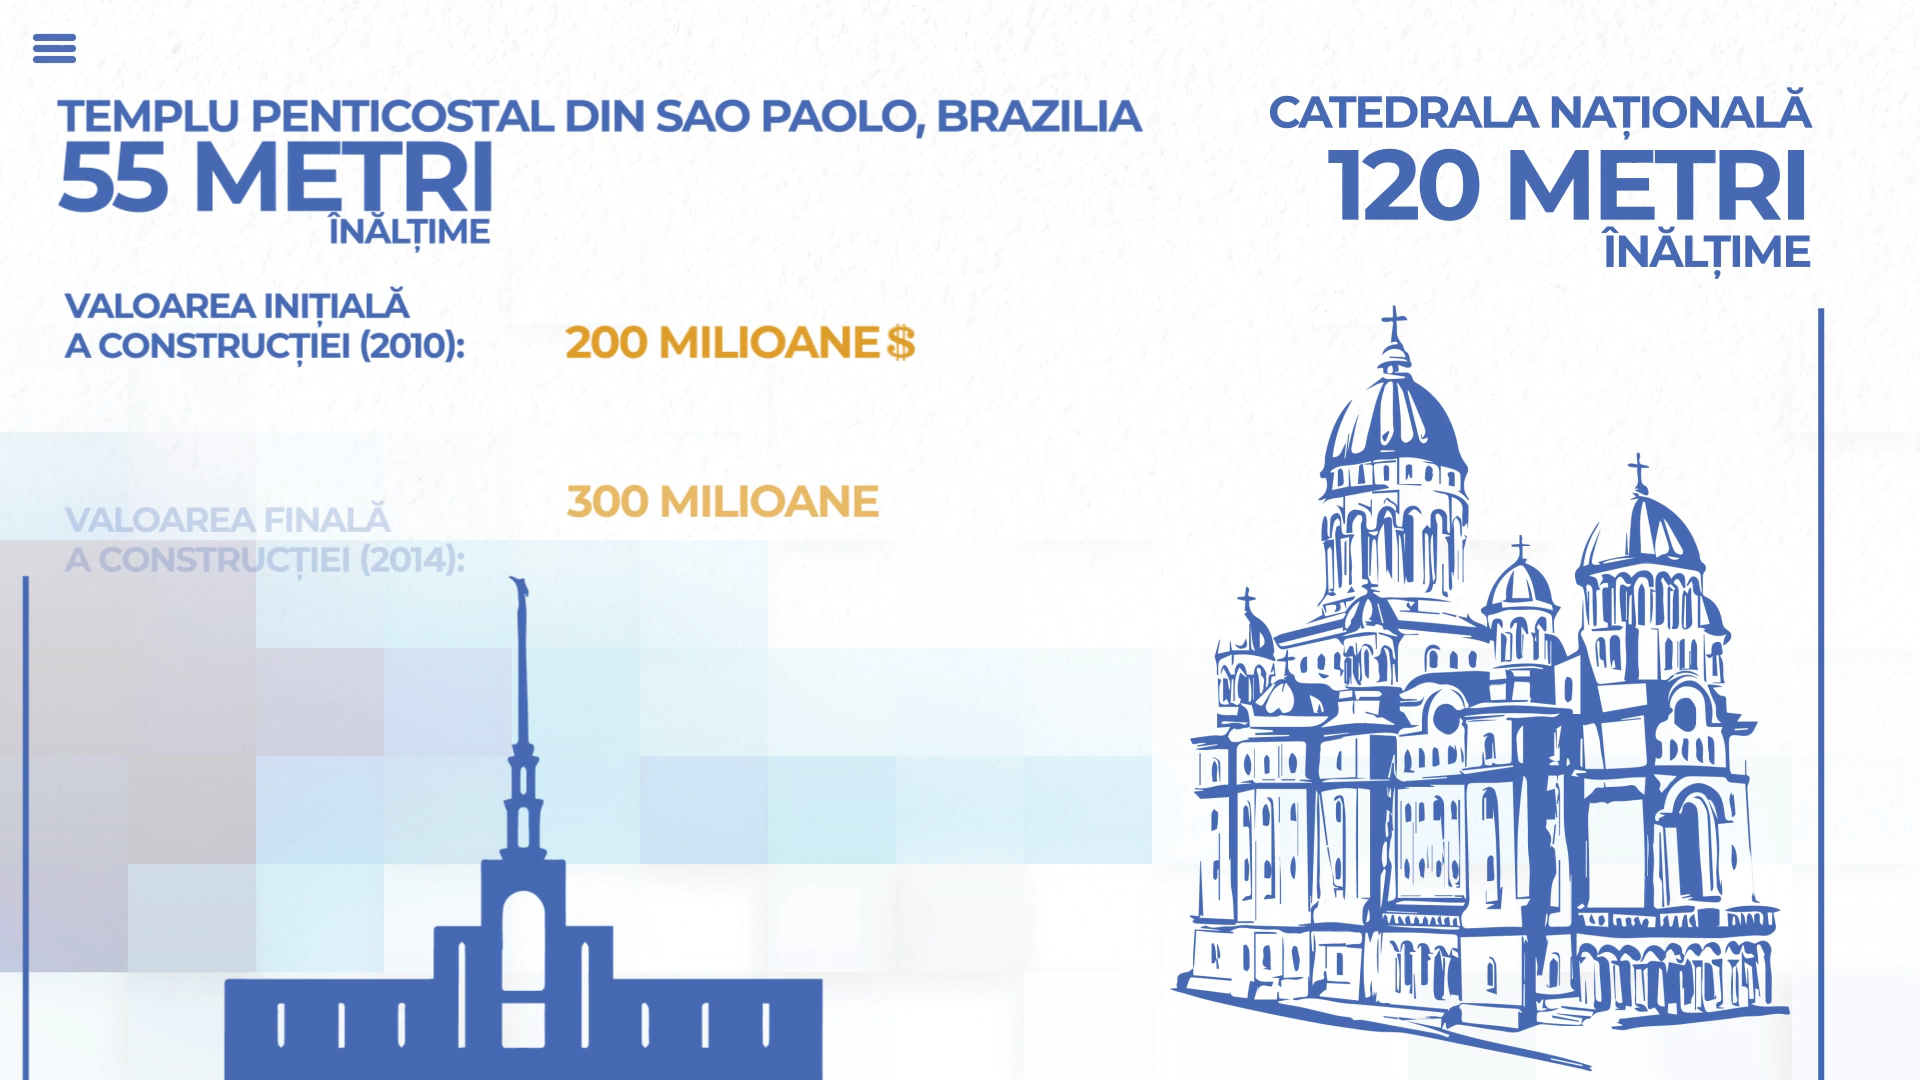 TEMPLU PENTICOSTAL DIN SAO PAOLO, BRAZILIA
55 METRI
ÎNĂLȚIME
VALOAREA INIȚIALĂ
A CONSTRUCȚIEI (2010):
200 MILIOANE $
VALOAREA FINALĂ
A CONSTRUCȚIEI (2014):
300 MILIOANE
CATEDRALA NAȚIONALĂ
120 METRI
ÎNĂLȚIME